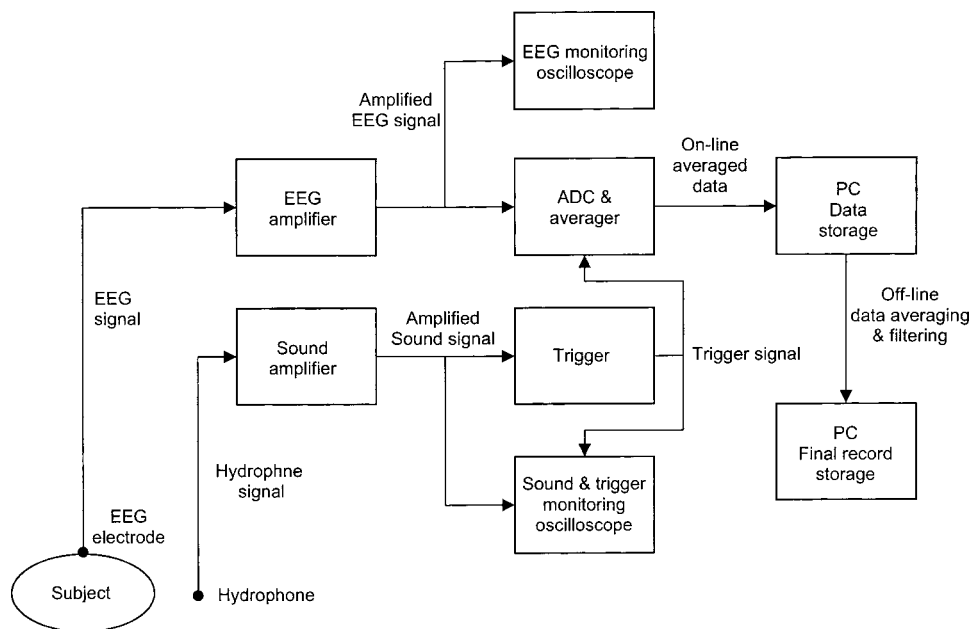 EEG monitoring
oscilloscope
Amplified
EEG signal
On-line
averaged
data
EEG
amplifier
ADC &
averager
PC
Data
storage
EEG
signal
Amplified
Sound signal
Off-line
data averaging
& filtering
Sound
amplifier
Trigger
Trigger signal
PC
Final record
storage
Hydrophne
signal
Sound & trigger
monitoring
oscilloscope
EEG
electrode
Subject
Hydrophone